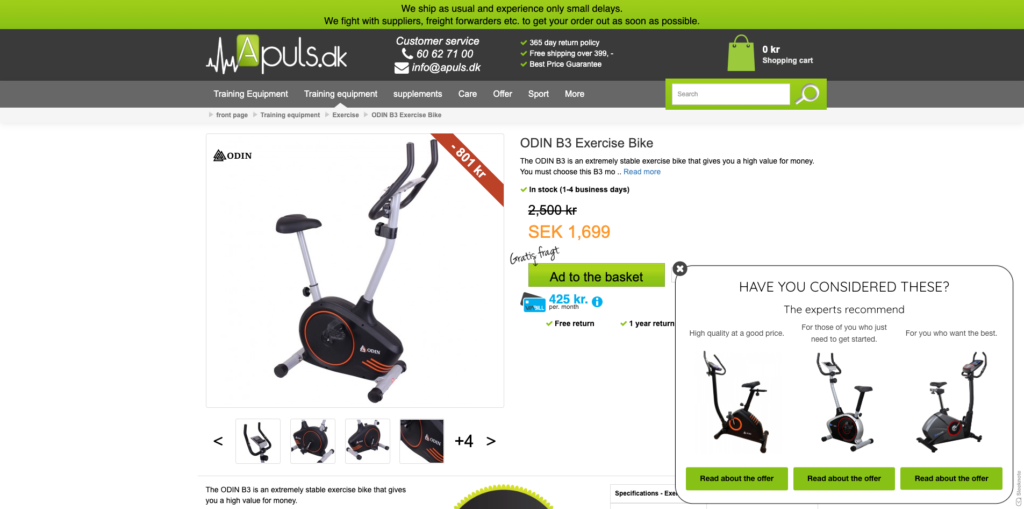 We ship as usual and experience only small delays.
We fight with suppliers, freight forwarders etc. to get your order out as soon as possible.
Apuls.dk
Customer service
60 62 71 00
info@apuls.dk
365 day return policy
Free shipping over 399, -
Best Price Guarantee
0 kr
Shopping cart
Training Equipment Training equipment supplements Care Offer Sport More
Search
front page Training equipment Exercise ODIN B3 Exercise Bike
ODIN
- 801 kr
ODIN
ODIN B3 Exercise Bike
The ODIN B3 is an extremely stable exercise bike that gives you a high value for money.
You must choose this B3 mo .. Read more
In stock (1-4 business days)
2,500 kr
SEK 1,699
Gratis fragt
Ad to the basket
425 kr.
per. month
Free return 1 year return
HAVE YOU CONSIDERED THESE?
The experts recommend
High quality at a good price.
For those of you who just
need to get started.
For you who want the best.
Read about the offer Read about the offer Read about the offer
< +4 >
The ODIN B3 is an extremely stable exercise bike that gives
you a high value for money.
Specifications - Exe
Sleeknote